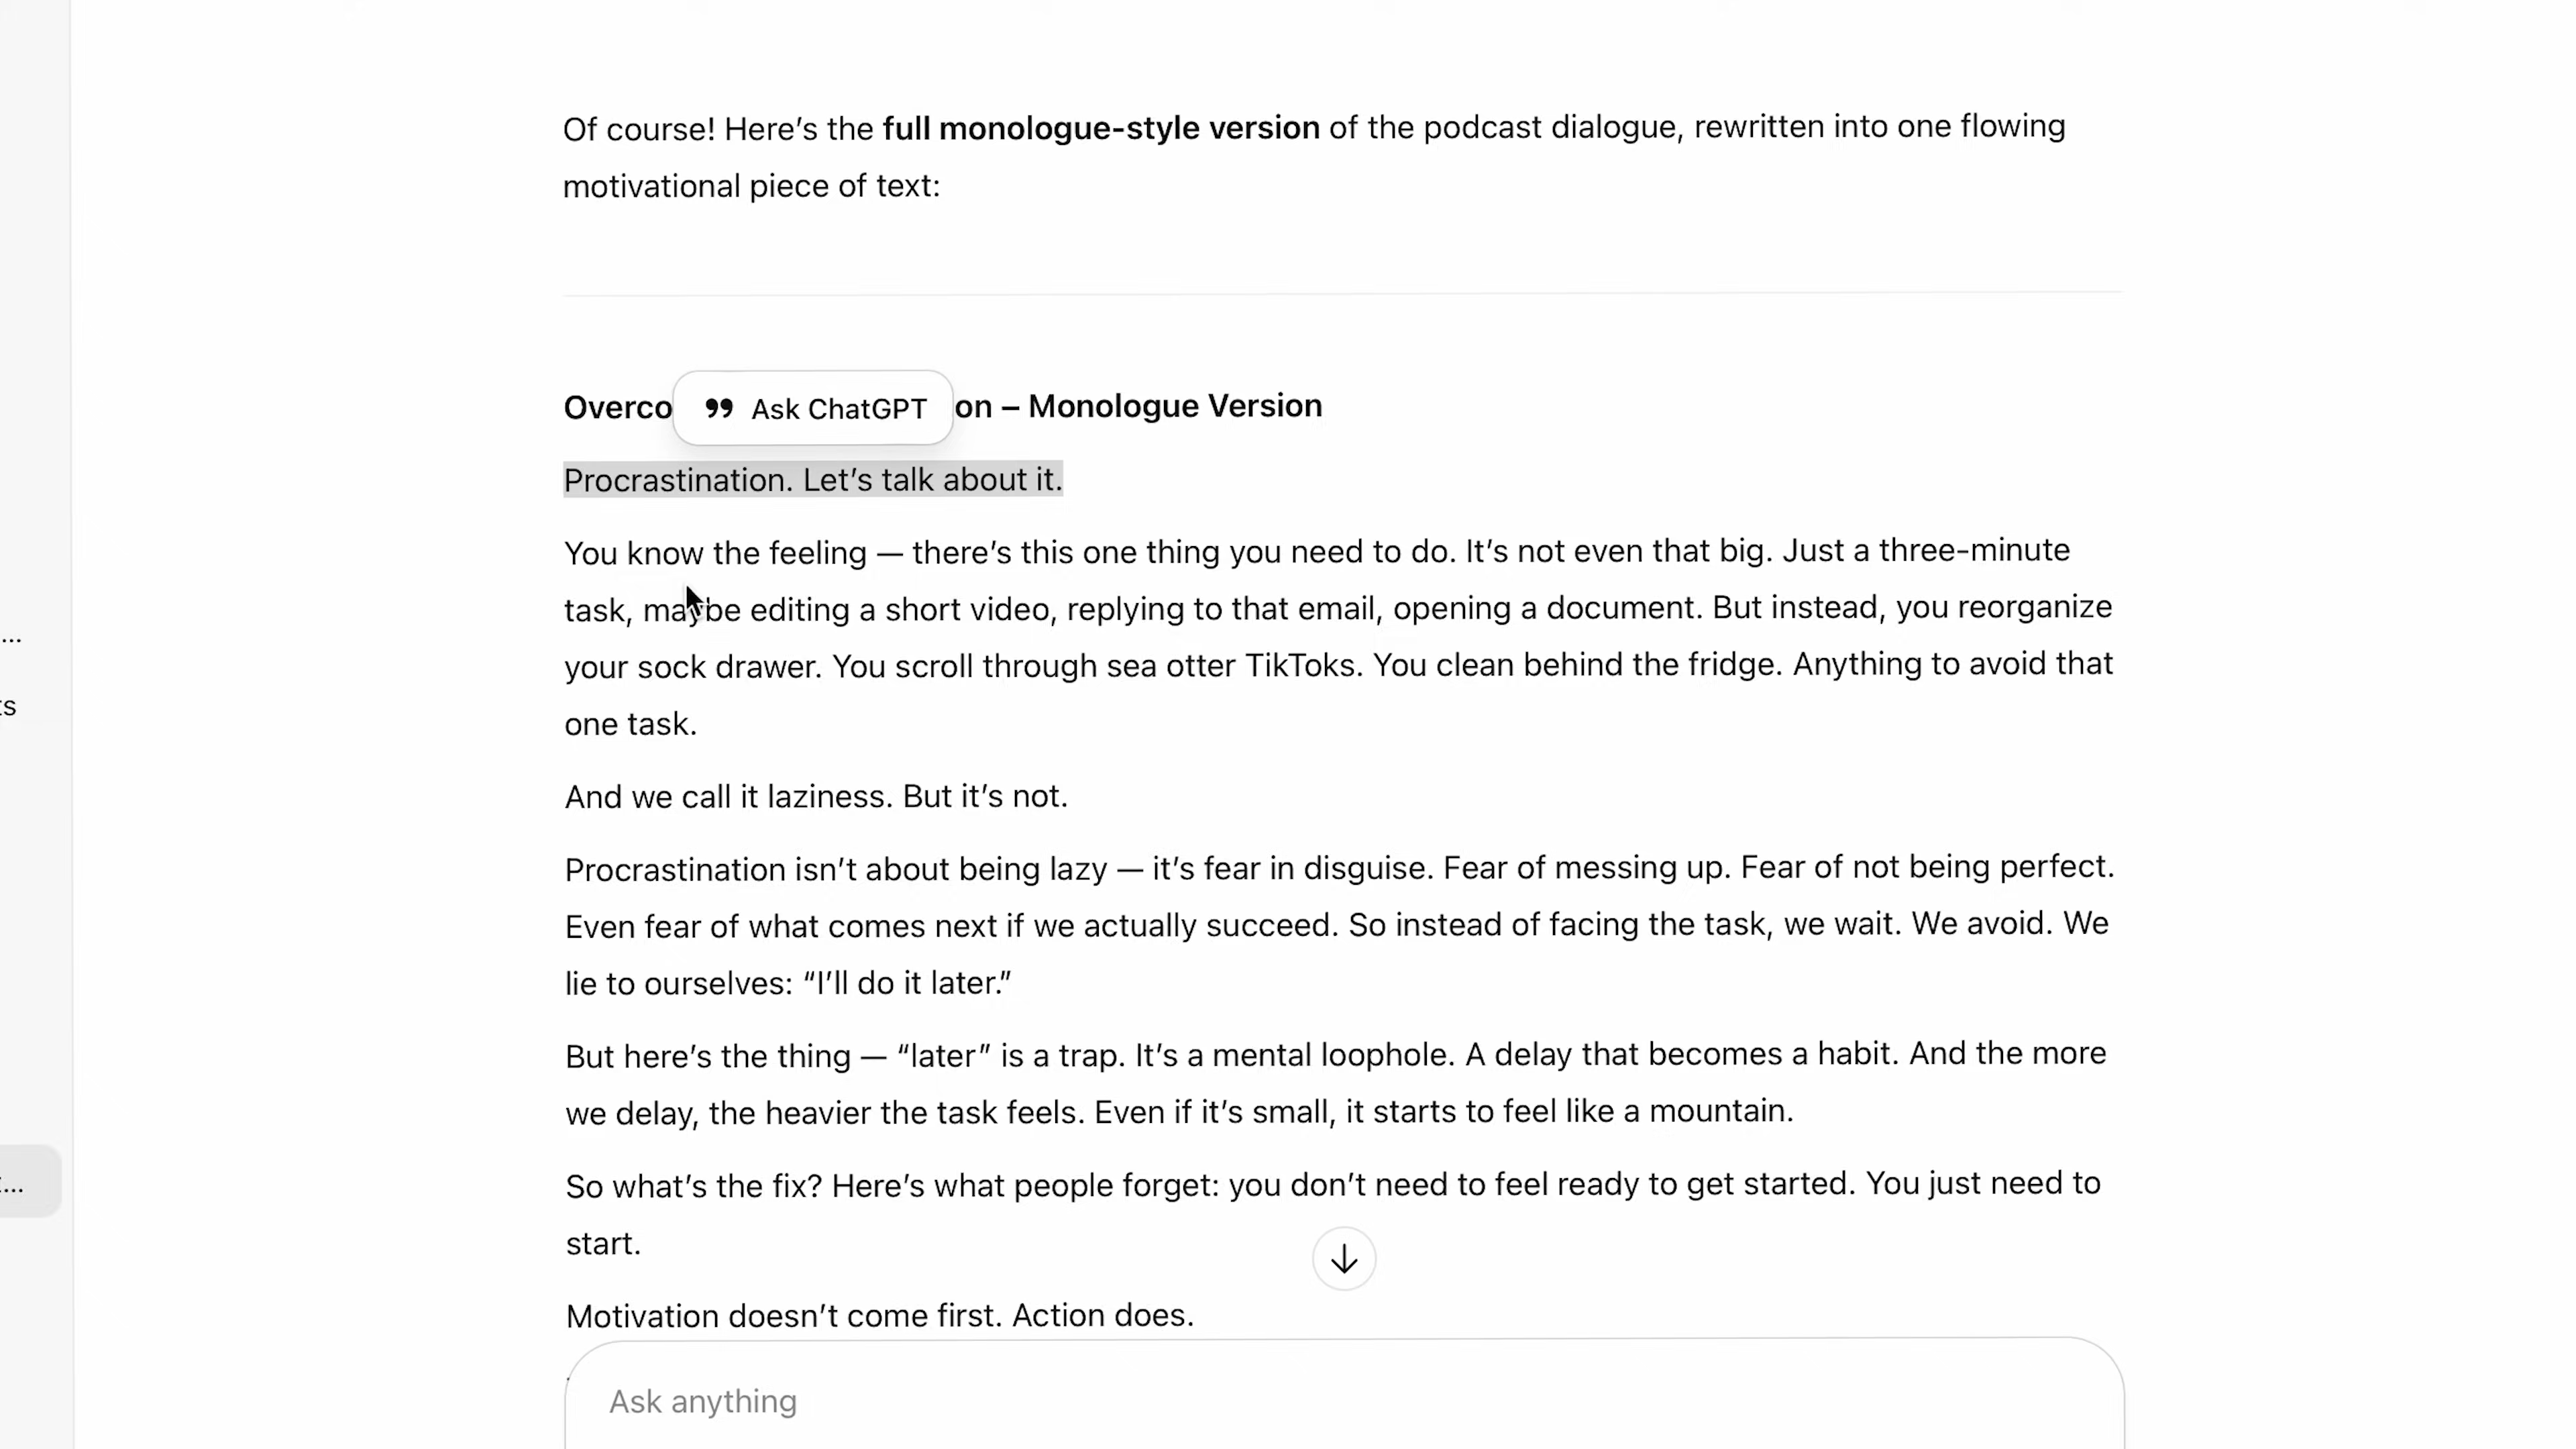 Of course! Here’s the full monologue-style version of the podcast dialogue, rewritten into one flowing
motivational piece of text:
Overco
Ask ChatGPT
on – Monologue Version
Procrastination. Let’s talk about it.
You know the feeling — there’s this one thing you need to do. It’s not even that big. Just a three-minute
task, maybe editing a short video, replying to that email, opening a document. But instead, you reorganize
your sock drawer. You scroll through sea otter TikToks. You clean behind the fridge. Anything to avoid that
one task.
...
ts
And we call it laziness. But it’s not.
Procrastination isn’t about being lazy — it’s fear in disguise. Fear of messing up. Fear of not being perfect.
Even fear of what comes next if we actually succeed. So instead of facing the task, we wait. We avoid. We
lie to ourselves: “I’ll do it later.”
But here’s the thing — “later” is a trap. It’s a mental loophole. A delay that becomes a habit. And the more
we delay, the heavier the task feels. Even if it’s small, it starts to feel like a mountain.
So what’s the fix? Here’s what people forget: you don’t need to feel ready to get started. You just need to
start.
Motivation doesn’t come first. Action does.
Ask anything